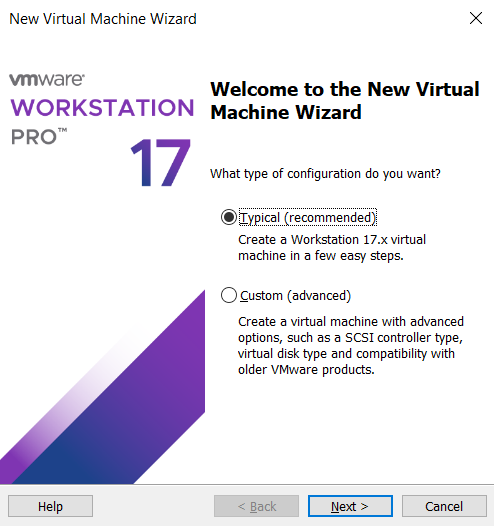 New Virtual Machine Wizard
vmware®
WORKSTATION
PRO™
17
Welcome to the New Virtual
Machine Wizard
What type of configuration do you want?
Typical (recommended)
Create a Workstation 17.x virtual
machine in a few easy steps.
Custom (advanced)
Create a virtual machine with advanced
options, such as a SCSI controller type,
virtual disk type and compatibility with
older VMware products.
Help
< Back
Next >
Cancel